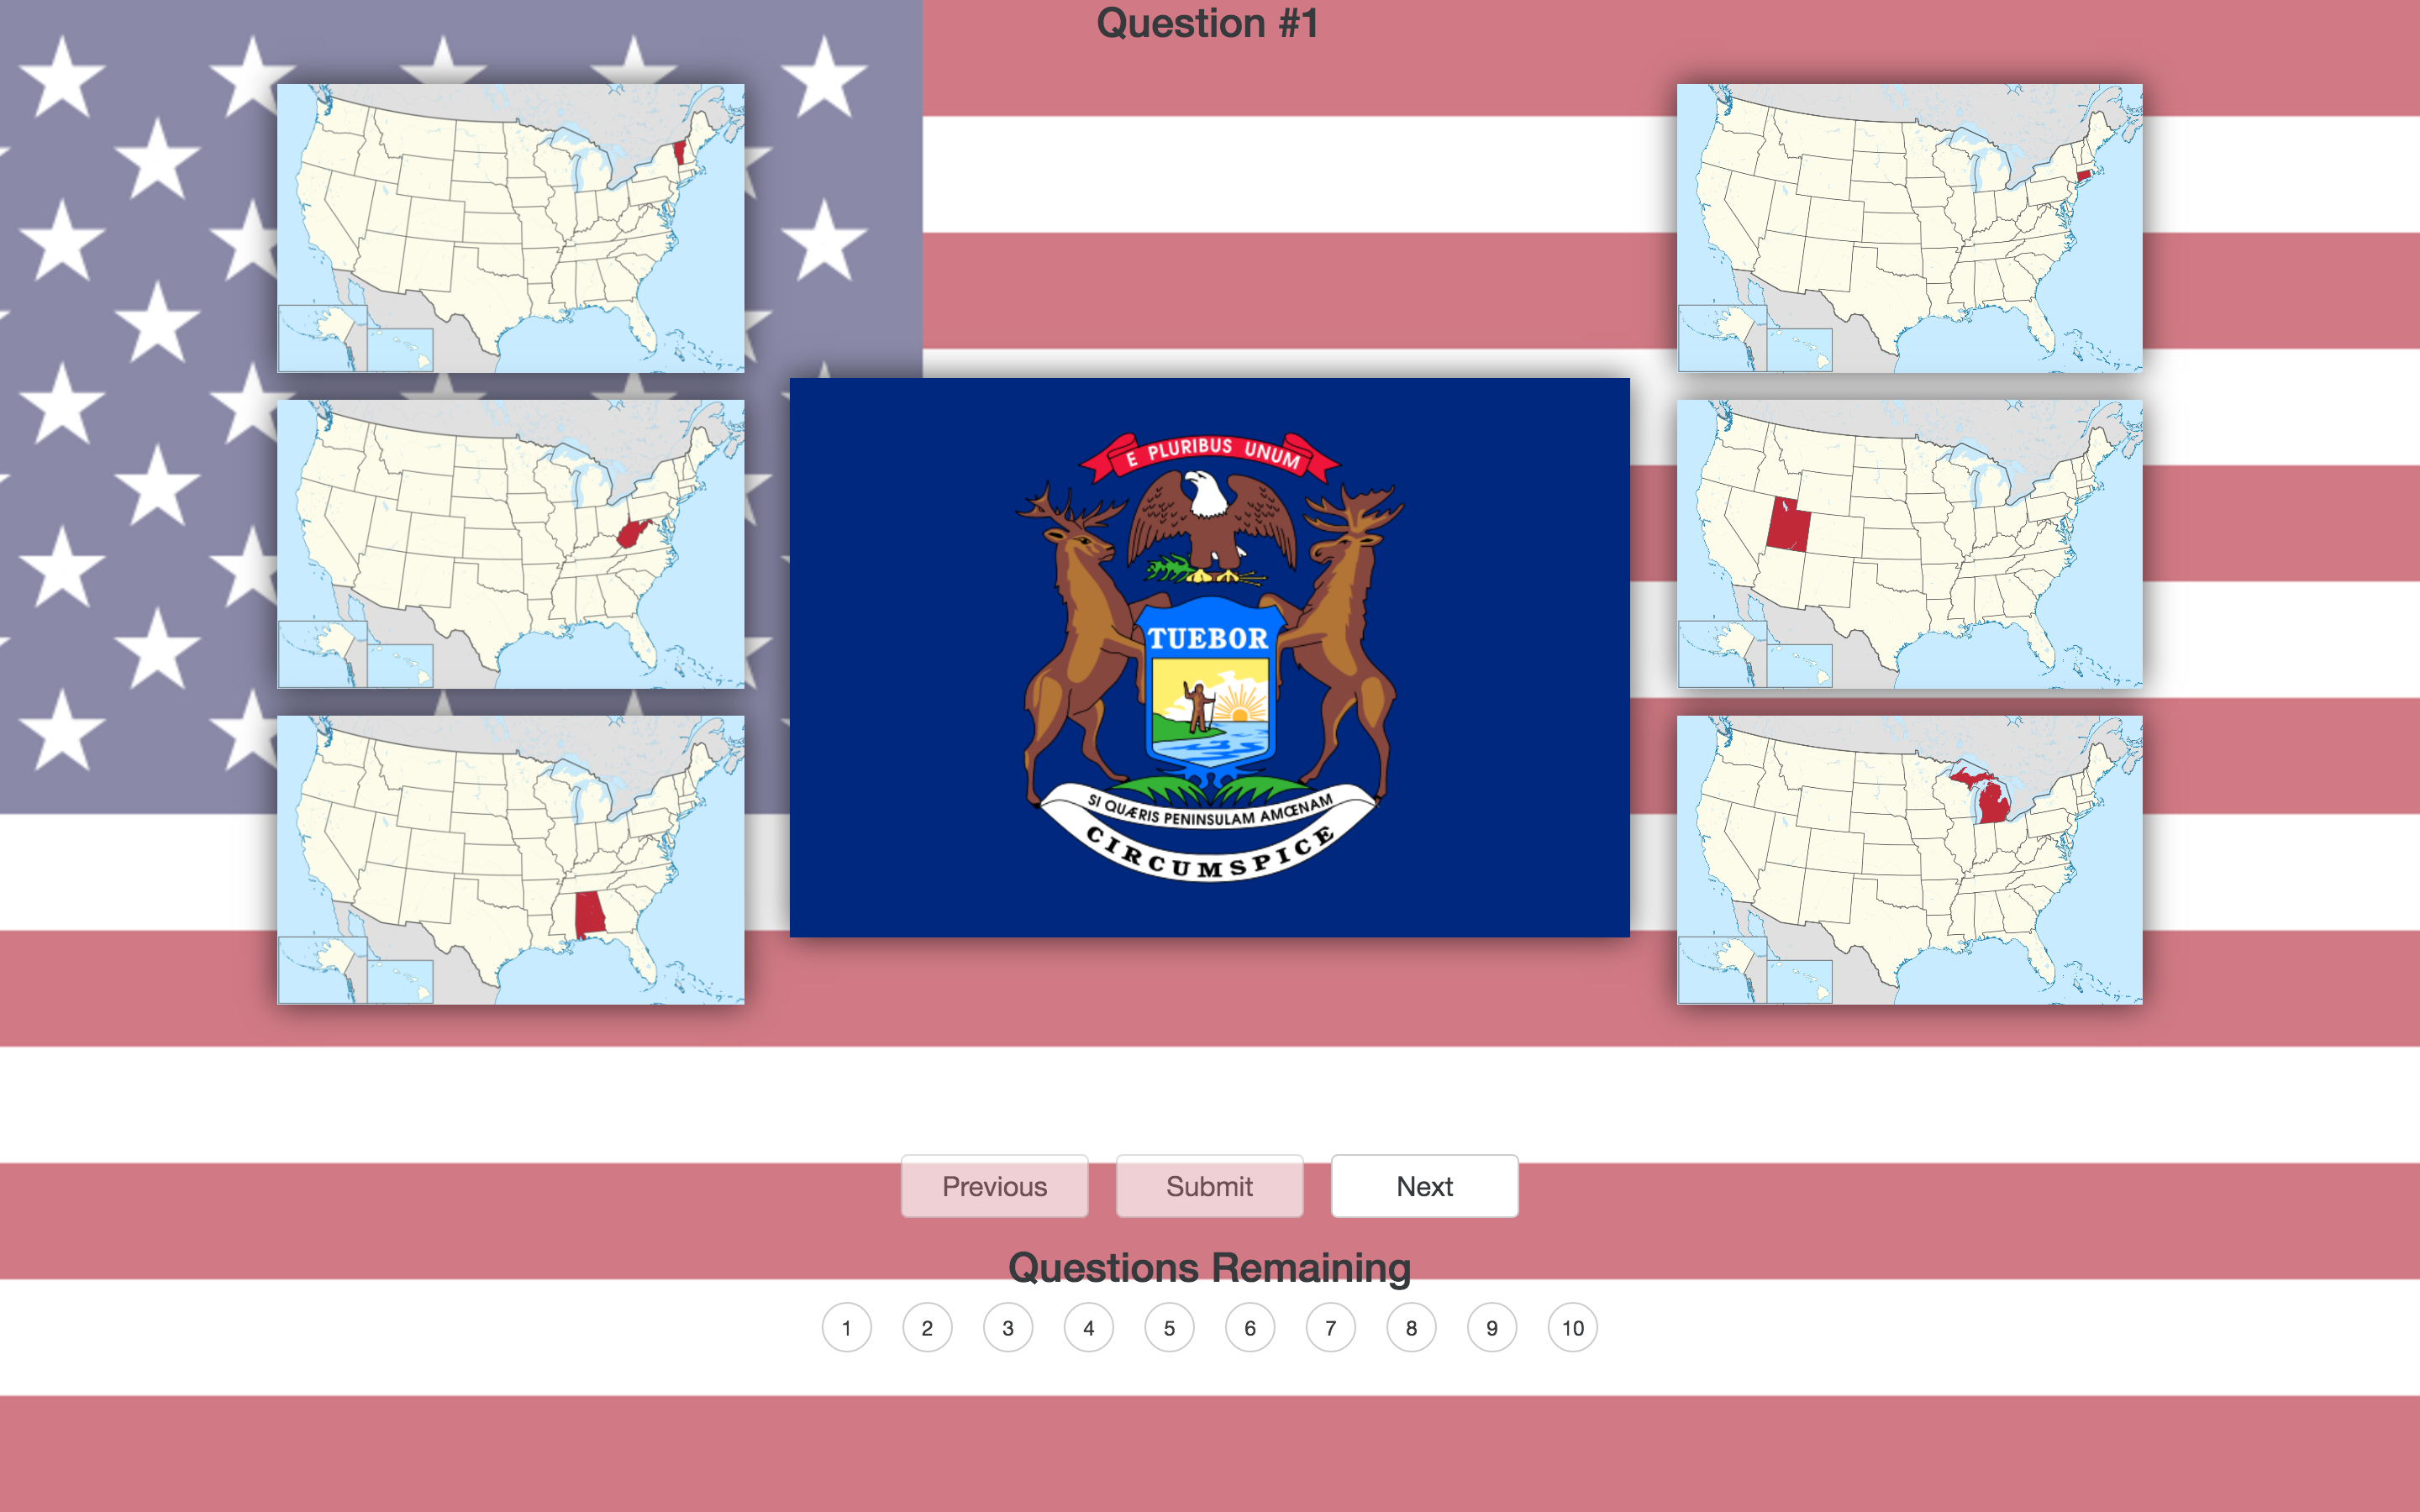 Question #1
E PLURIBUS UNUM
TUEBOR
SI QUÆRIS PENINSULAM AMŒNAM
CIRCUMSPICE
Previous
Submit
Next
Questions Remaining
1 2 3 4 5 6 7 8 9 10